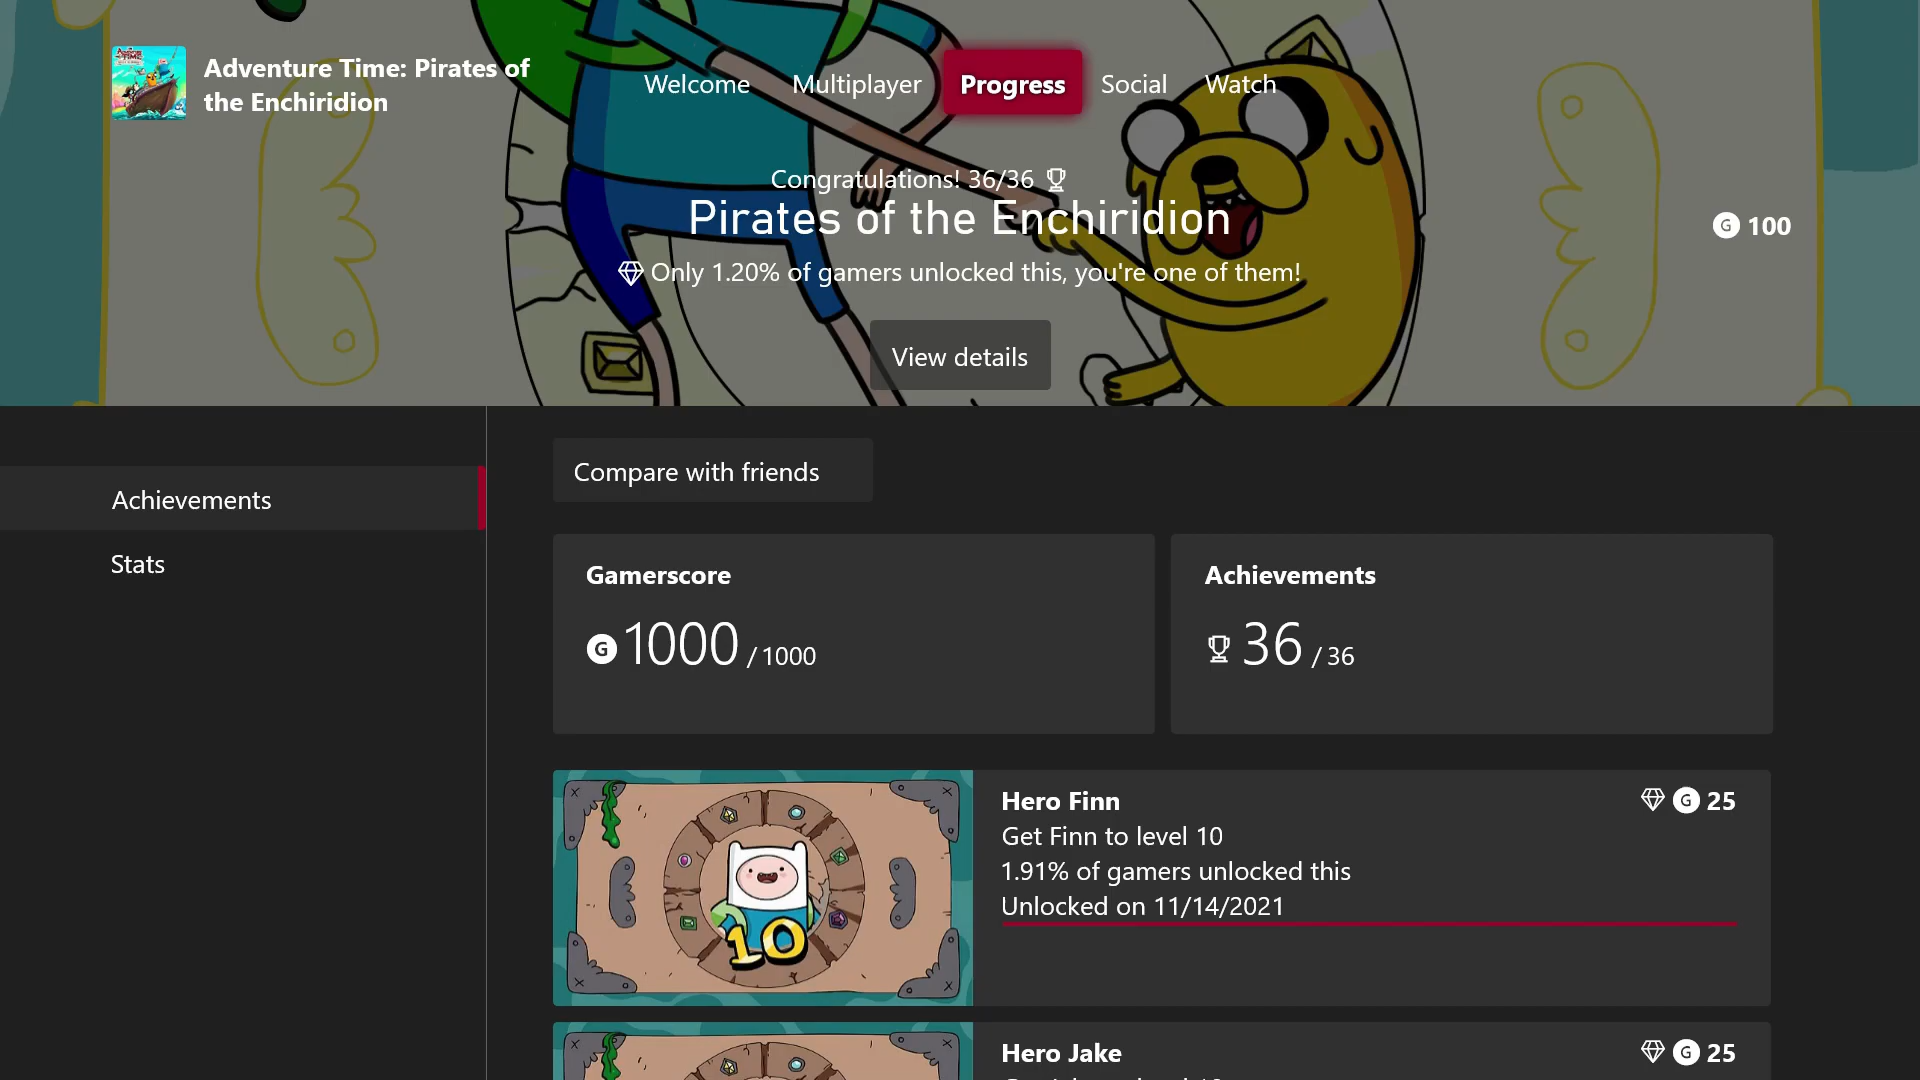 Adventure Time: Pirates of
the Enchiridion
Welcome
Multiplayer
Progress
Social
Watch
Congratulations! 36/36
Pirates of the Enchiridion
Only 1.20% of gamers unlocked this, you're one of them!
G 100
View details
Achievements
Stats
Compare with friends
Gamerscore
G 1000 / 1000
Achievements
36 / 36
10
Hero Finn
G 25
Get Finn to level 10
1.91% of gamers unlocked this
Unlocked on 11/14/2021
Hero Jake
G 25